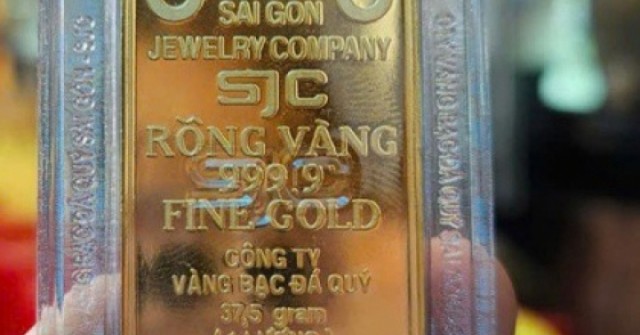 SAI GON
JEWELRY COMPANY
SJC
RỒNG VÀNG
999.9
SJC
FINE GOLD
CÔNG TY
VÀNG BẠC ĐÁ QUÝ
37,5 gram